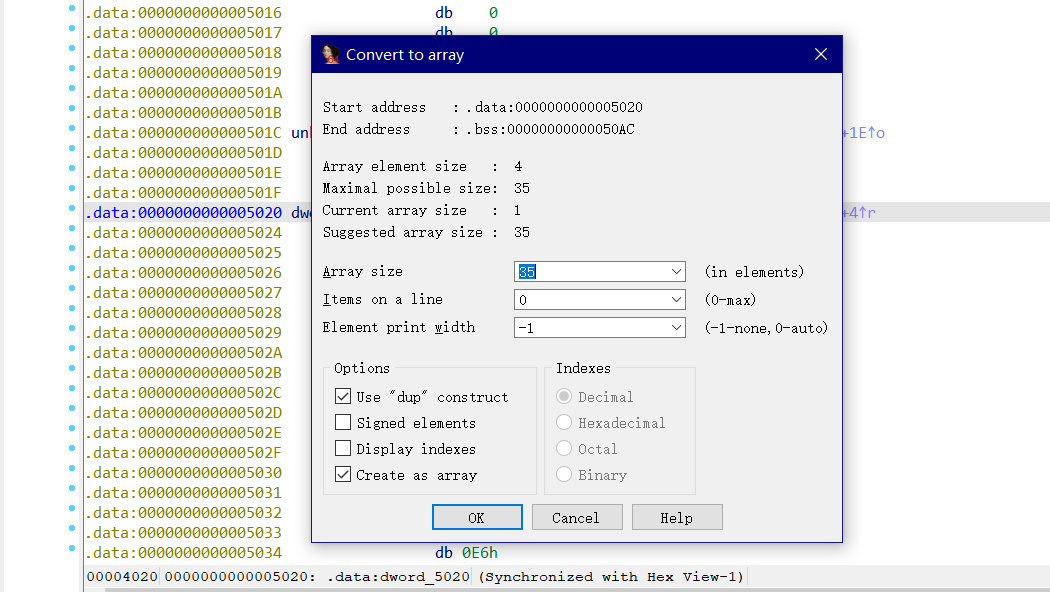 .data:0000000000005016 db 0
.data:0000000000005017 db 0
.data:0000000000005018
.data:0000000000005019
.data:000000000000501A
.data:000000000000501B
.data:000000000000501C un +1E↑o
.data:000000000000501D
.data:000000000000501E
.data:000000000000501F
.data:0000000000005020 dw +4↑r
.data:0000000000005024
.data:0000000000005025
.data:0000000000005026
.data:0000000000005027
.data:0000000000005028
.data:0000000000005029
.data:000000000000502A
.data:000000000000502B
.data:000000000000502C
.data:000000000000502D
.data:000000000000502E
.data:000000000000502F
.data:0000000000005030
.data:0000000000005031
.data:0000000000005032
.data:0000000000005033
.data:0000000000005034 db 0E6h
Convert to array
Start address : .data:0000000000005020
End address : .bss:00000000000050AC
Array element size : 4
Maximal possible size: 35
Current array size : 1
Suggested array size : 35
Array size 35 (in elements)
Items on a line 0 (0-max)
Element print width -1 (-1-none,0-auto)
Options
Use "dup" construct
Signed elements
Display indexes
Create as array
Indexes
Decimal
Hexadecimal
Octal
Binary
OK Cancel Help
00004020 0000000000005020: .data:dword_5020 (Synchronized with Hex View-1)